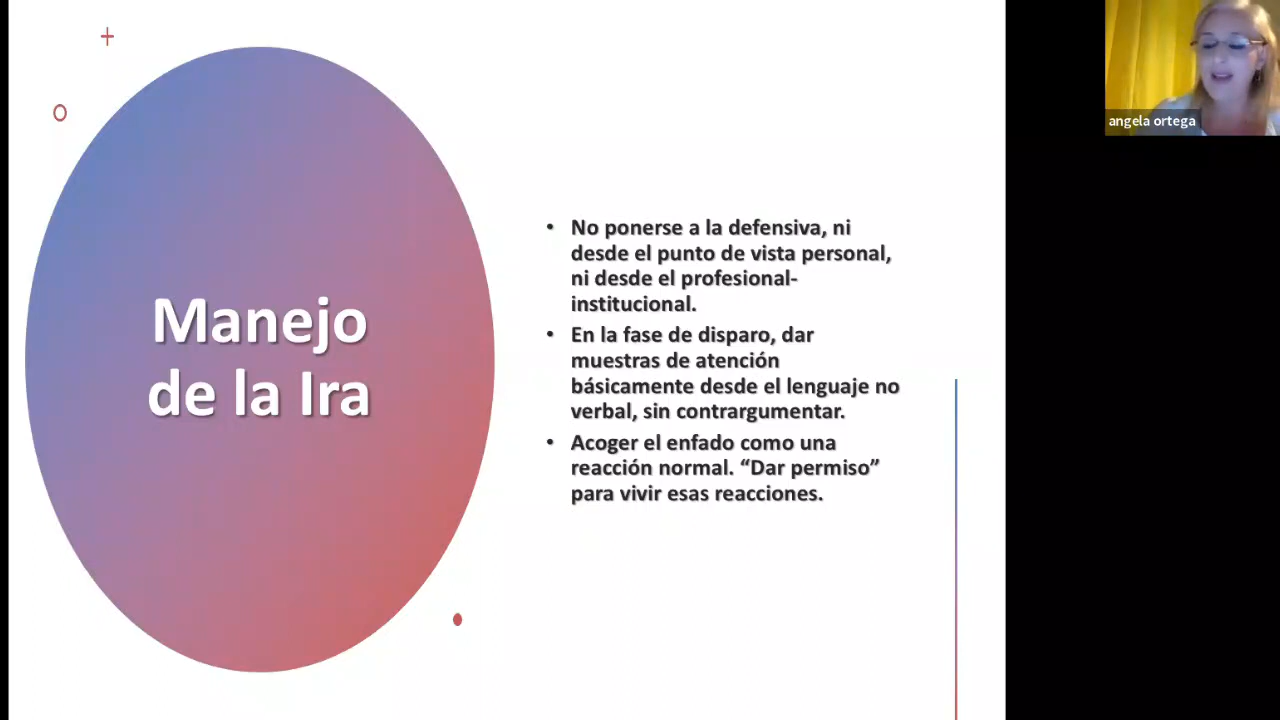 Manejo
de la Ira
• No ponerse a la defensiva, ni
desde el punto de vista personal,
ni desde el profesional-
institucional.
• En la fase de disparo, dar
muestras de atención
básicamente desde el lenguaje no
verbal, sin contrargumentar.
• Acoger el enfado como una
reacción normal. “Dar permiso”
para vivir esas reacciones.
angela ortega